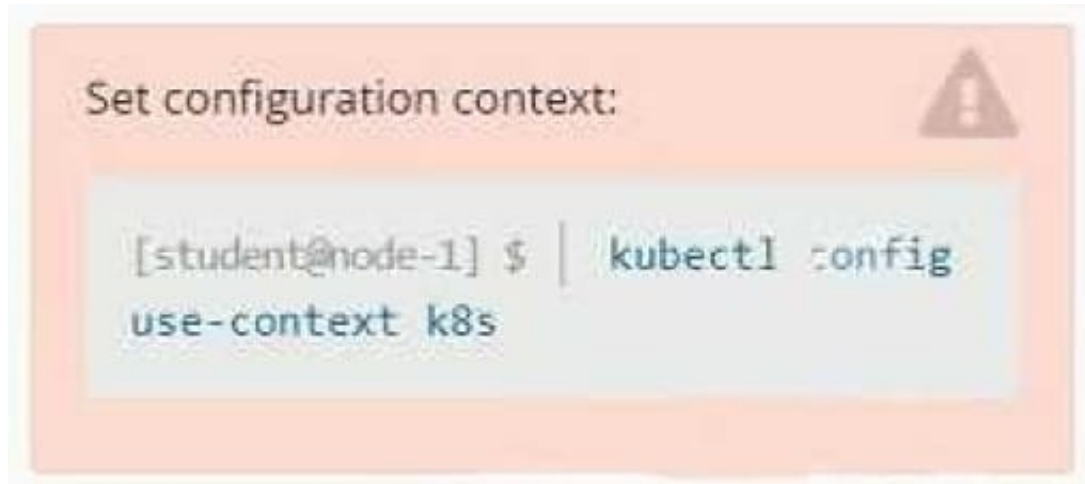 Set configuration context:
[student@node-1] $ | kubectl config
use-context k8s